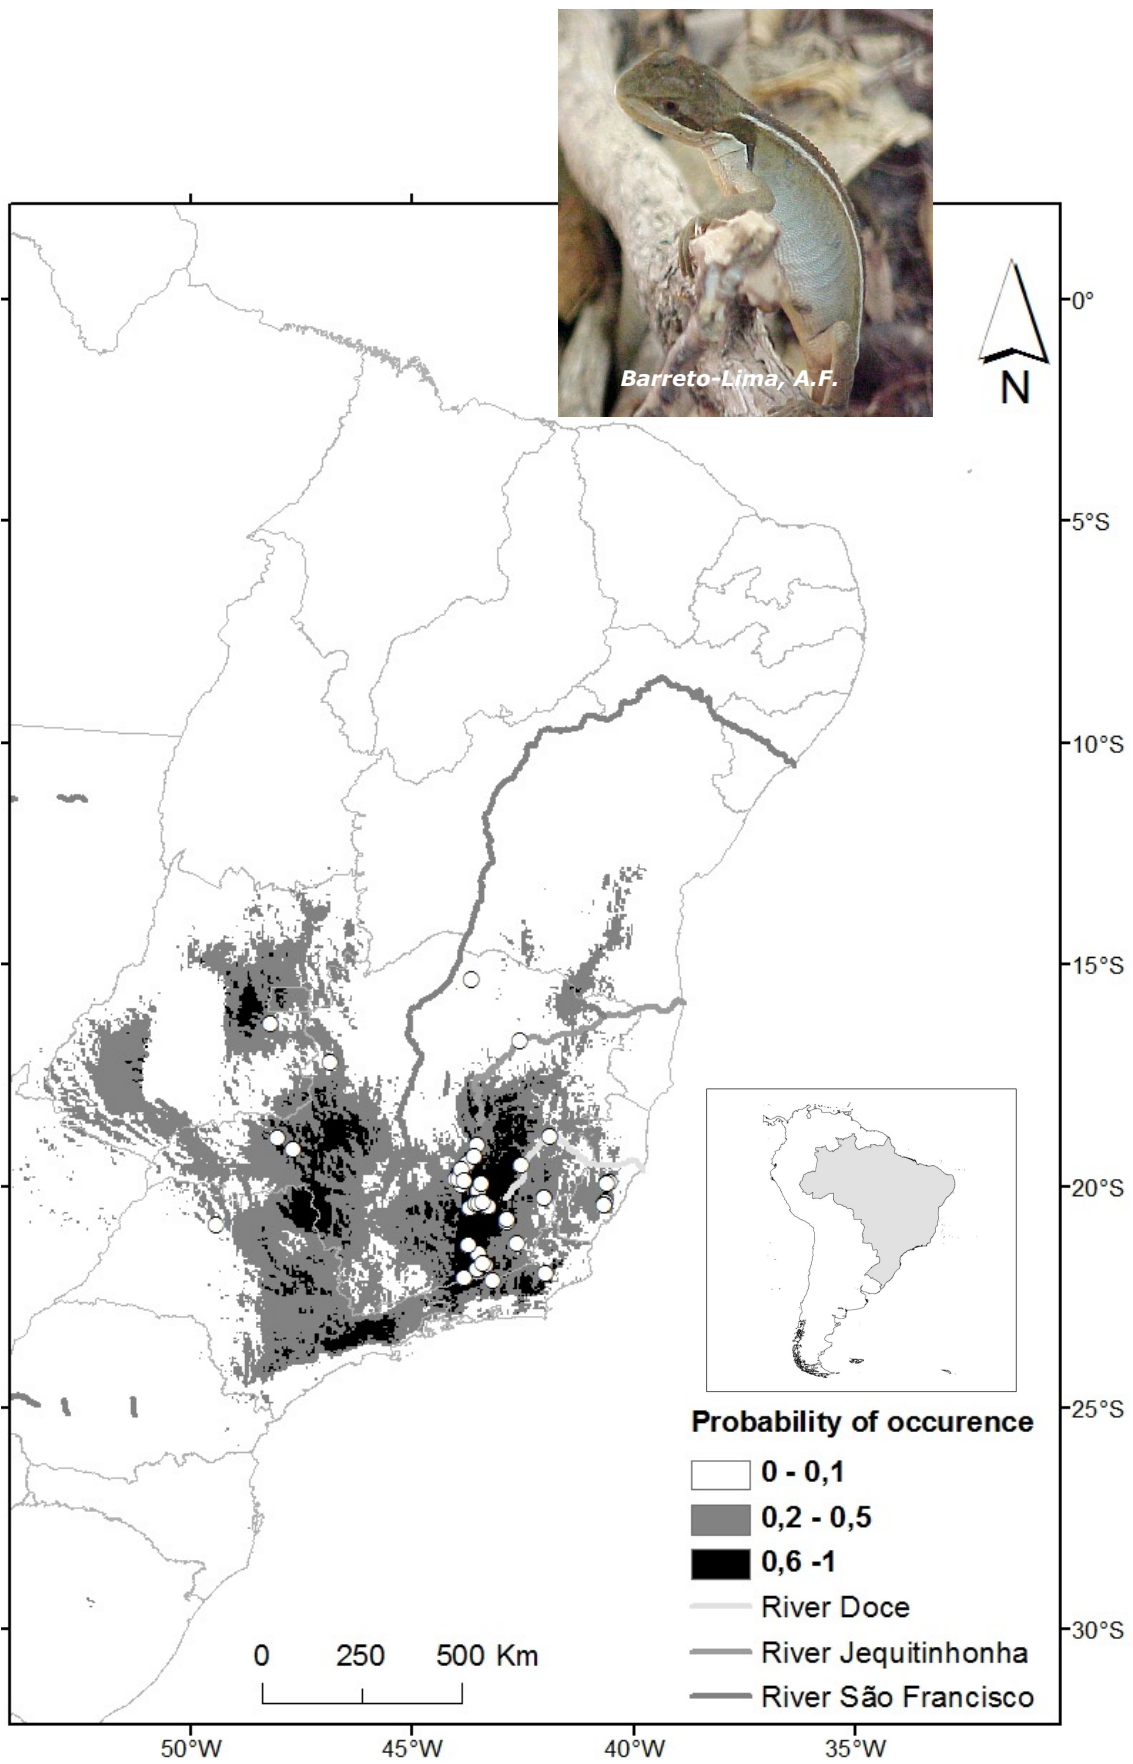 Barreto-Lima, A.F.
N
0°
5°S
10°S
15°S
20°S
25°S
30°S
Probability of occurence
0 - 0,1
0,2 - 0,5
0,6 -1
River Doce
River Jequitinhonha
River São Francisco
0 250 500 Km
50°W 45°W 40°W 35°W